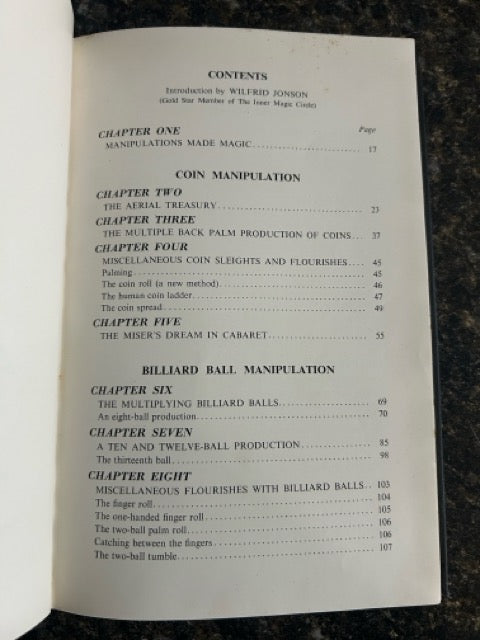 CONTENTS
Introduction by WILFRID JONSON
(Gold Star Member of The Inner Magic Circle)
CHAPTER ONE Page
MANIPULATIONS MADE MAGIC 17
COIN MANIPULATION
CHAPTER TWO
THE AERIAL TREASURY 23
CHAPTER THREE
THE MULTIPLE BACK PALM PRODUCTION OF COINS 37
CHAPTER FOUR
MISCELLANEOUS COIN SLEIGHTS AND FLOURISHES 45
Palming 45
The coin roll (a new method) 46
The human coin ladder 47
The coin spread 49
CHAPTER FIVE
THE MISER'S DREAM IN CABARET 55
BILLIARD BALL MANIPULATION
CHAPTER SIX
THE MULTIPLYING BILLIARD BALLS 69
An eight-ball production 70
CHAPTER SEVEN
A TEN AND TWELVE-BALL PRODUCTION 85
The thirteenth ball 98
CHAPTER EIGHT
MISCELLANEOUS FLOURISHES WITH BILLIARD BALLS 103
The finger roll 104
The one-handed finger roll 105
The two-ball palm roll 106
Catching between the fingers 106
The two-ball tumble 107